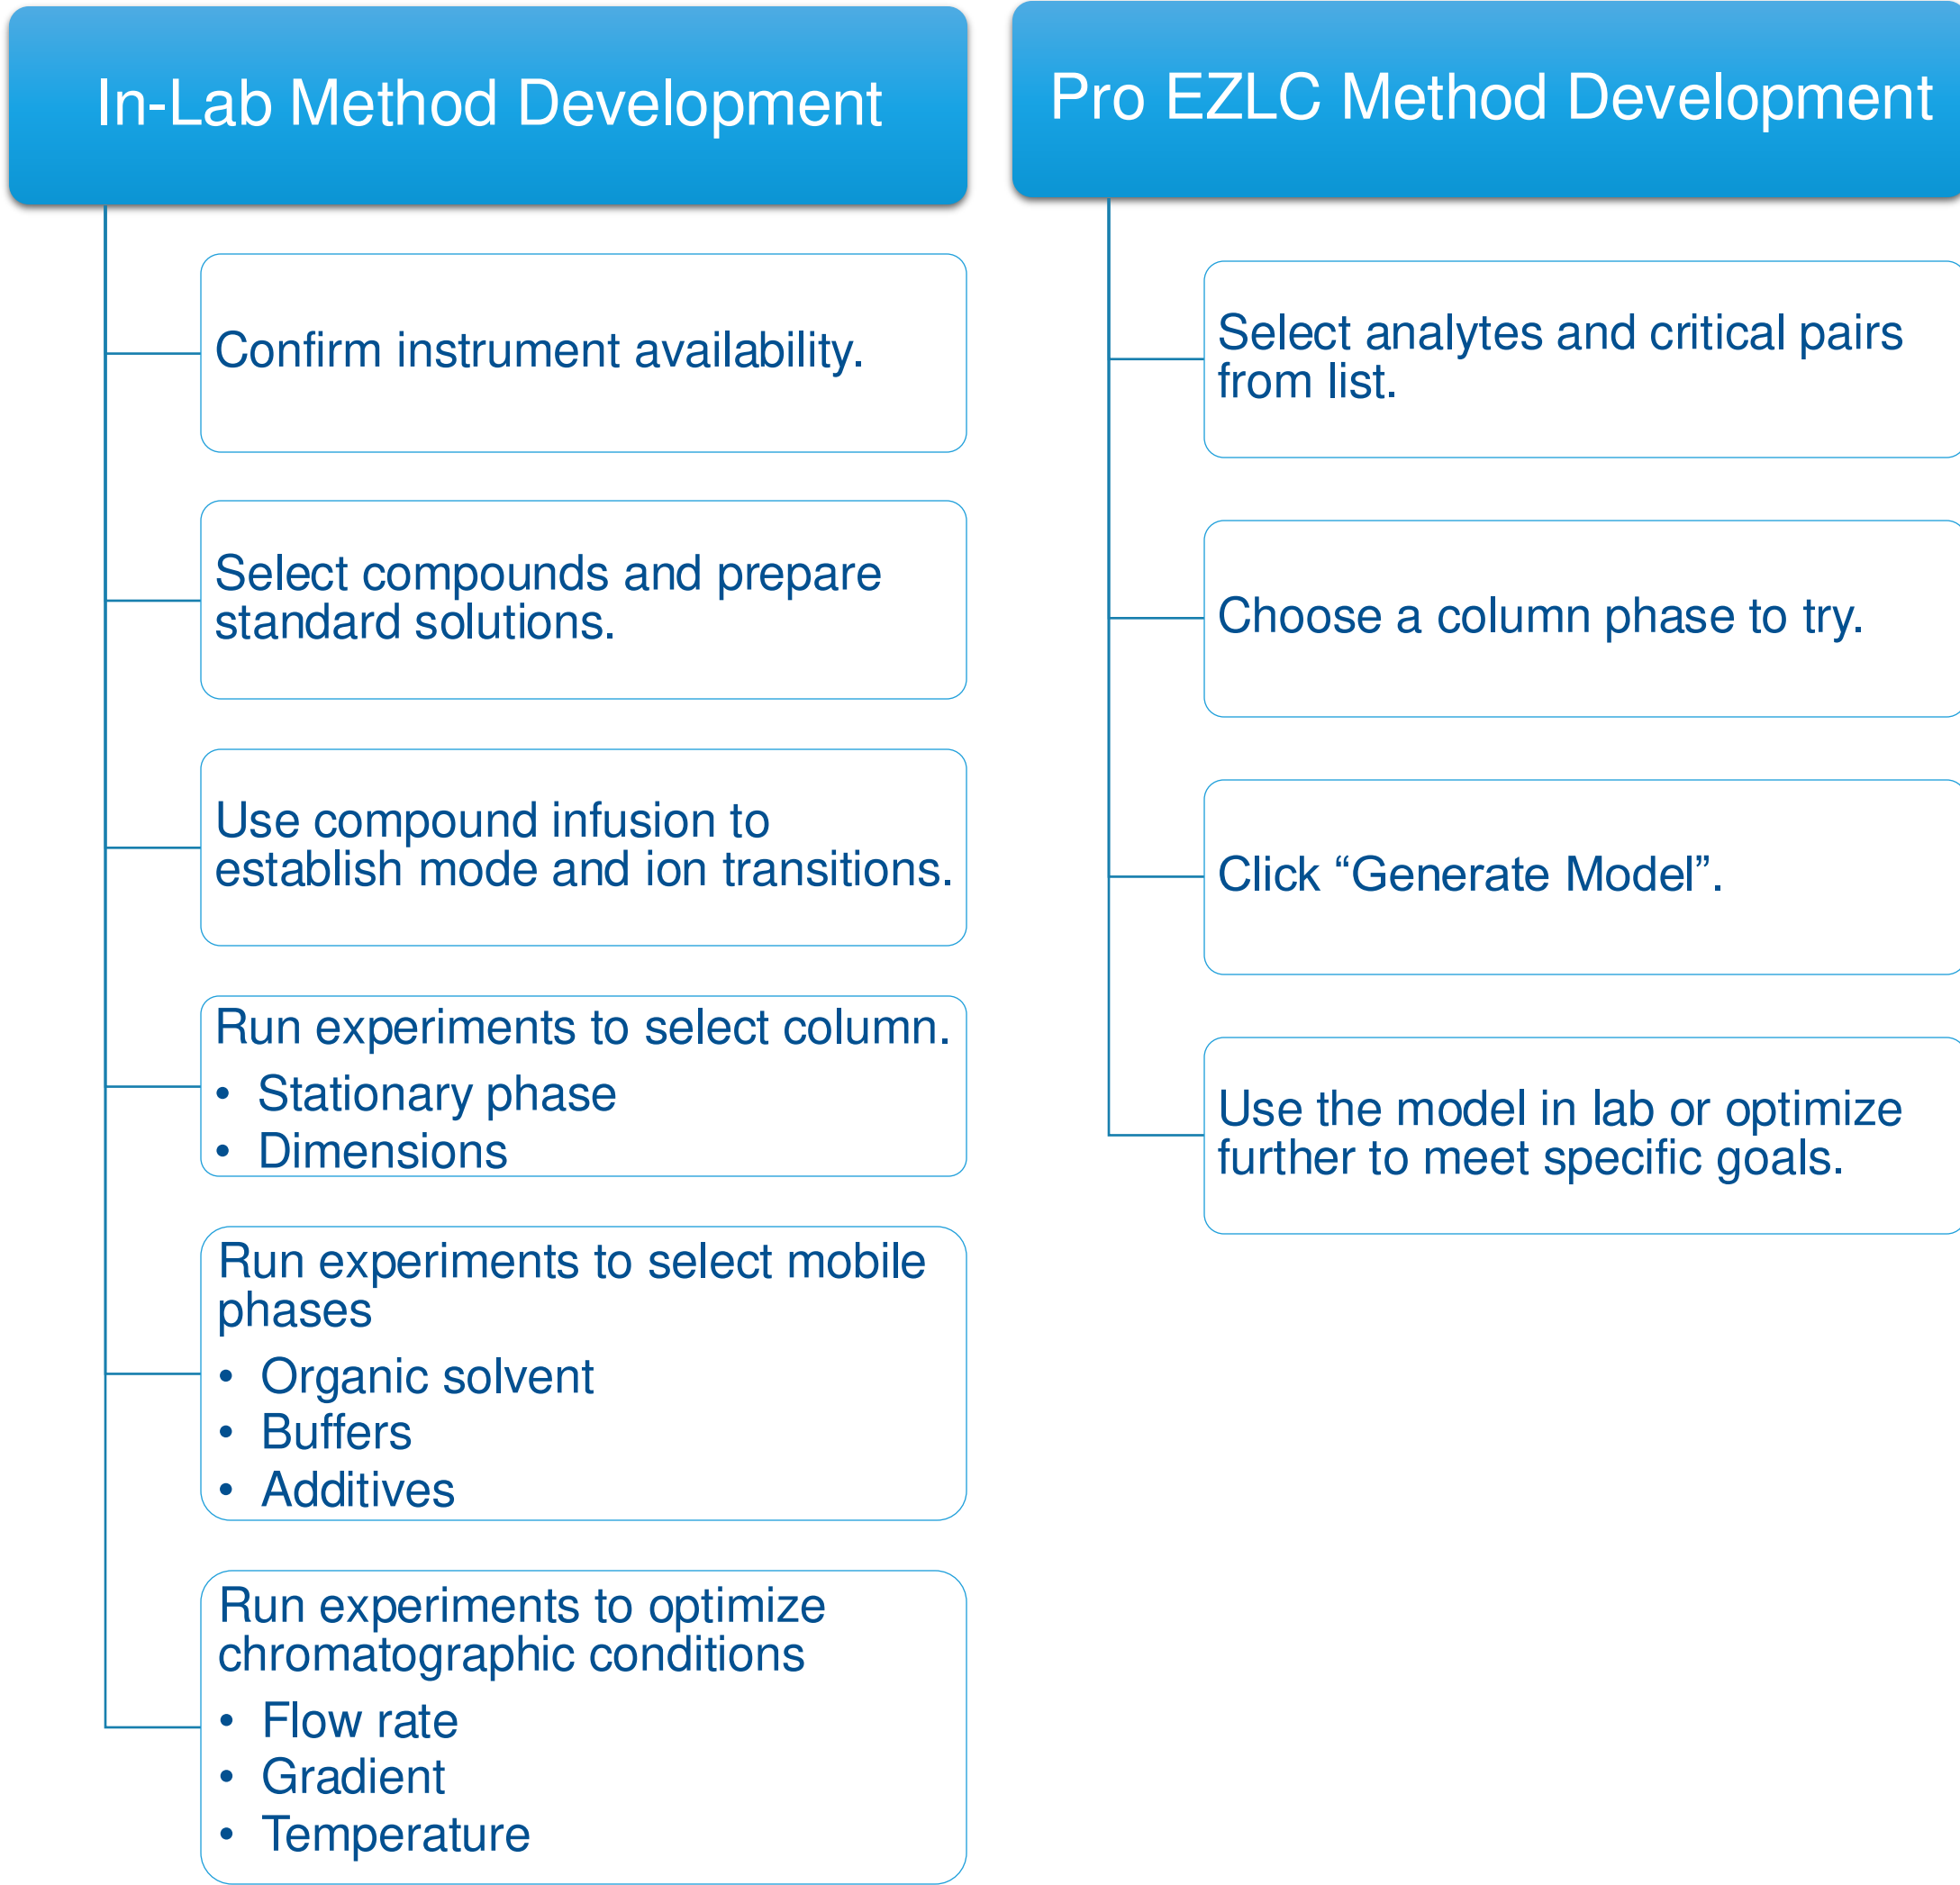 In-Lab Method Development
Confirm instrument availability.
Select compounds and prepare
standard solutions.
Use compound infusion to
establish mode and ion transitions.
Run experiments to select column.
• Stationary phase
• Dimensions
Run experiments to select mobile
phases
• Organic solvent
• Buffers
• Additives
Run experiments to optimize
chromatographic conditions
• Flow rate
• Gradient
• Temperature
Pro EZLC Method Development
Select analytes and critical pairs
from list.
Choose a column phase to try.
Click “Generate Model”.
Use the model in lab or optimize
further to meet specific goals.